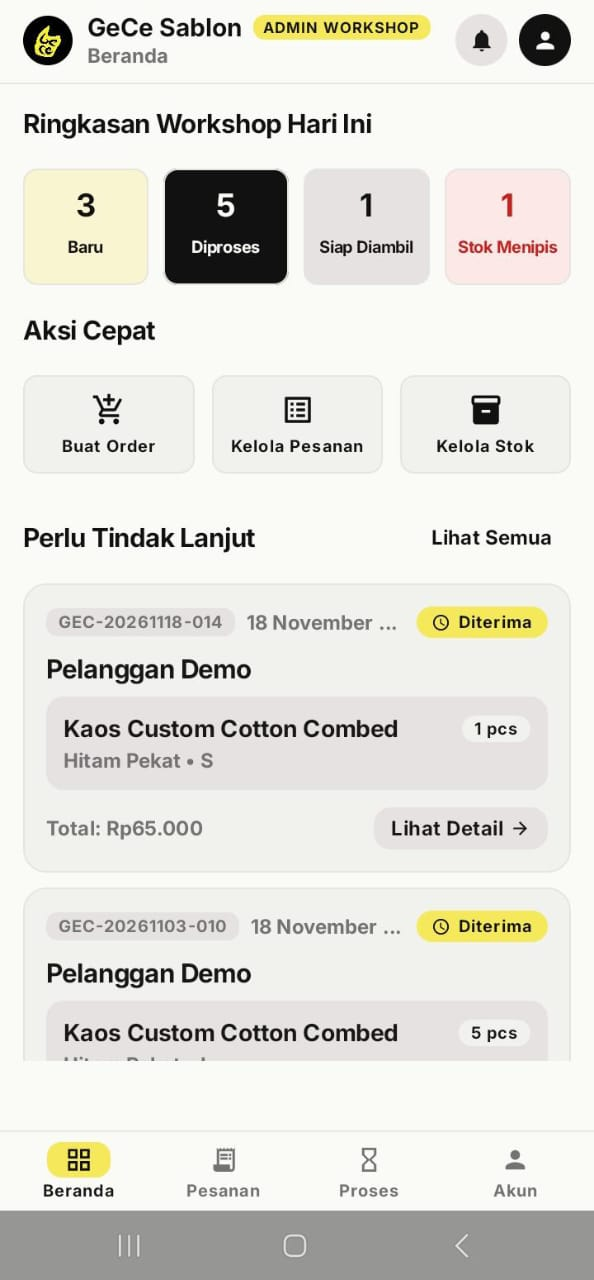 GeCe Sablon ADMIN WORKSHOP
Beranda
Ringkasan Workshop Hari Ini
3 5 1 1
Baru Diproses Siap Diambil Stok Menipis
Aksi Cepat
Buat Order Kelola Pesanan Kelola Stok
Perlu Tindak Lanjut Lihat Semua
GEC-20261118-014 18 November ... Diterima
Pelanggan Demo
Kaos Custom Cotton Combed 1 pcs
Hitam Pekat • S
Total: Rp65.000 Lihat Detail →
GEC-20261103-010 18 November ... Diterima
Pelanggan Demo
Kaos Custom Cotton Combed 5 pcs
Beranda Pesanan Proses Akun